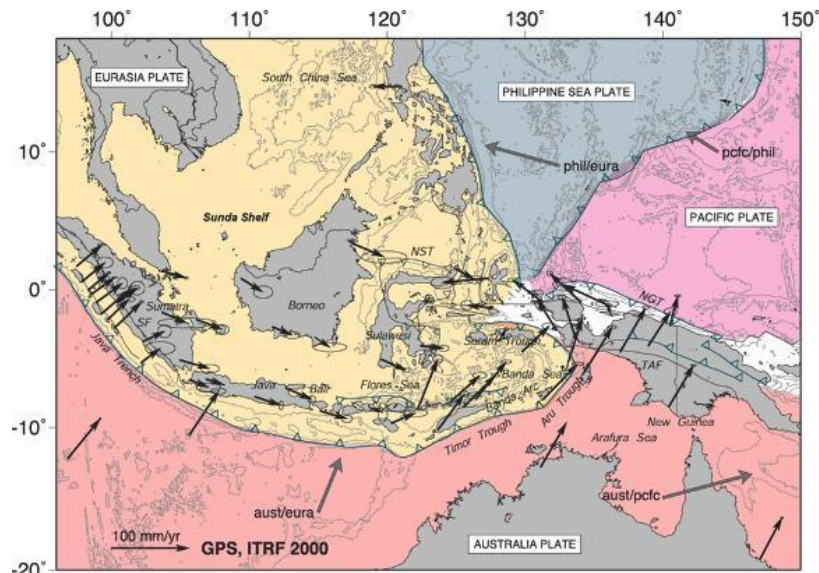 100° 110° 120° 130° 140° 150°
EURASIA PLATE
South China Sea
PHILIPPINE SEA PLATE
10°
phil/eura
pcfc/phil
Sunda Shelf
PACIFIC PLATE
NST
0°
NGT
Sumatra
SF
Borneo
Sulawesi
Seram Trough
TAF
Java Trench
Java
Bali
Flores Sea
Banda Sea
Banda Arc
Aru Trough
New Guinea
-10°
Timor Trough
Arafura Sea
aust/eura
aust/pcfc
100 mm/yr
GPS, ITRF 2000
AUSTRALIA PLATE
-20°